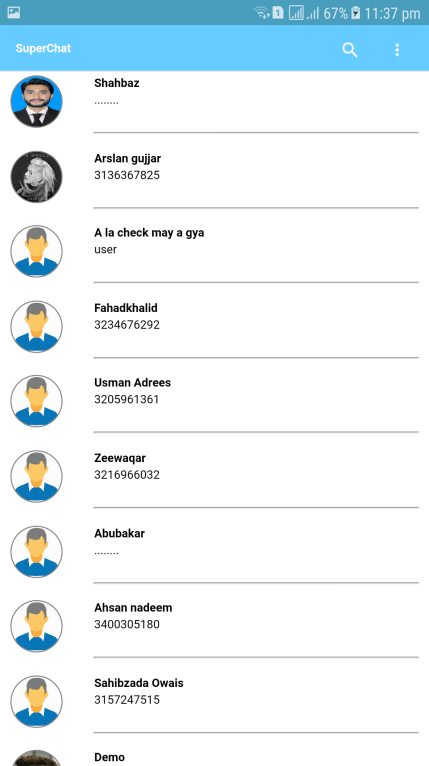 1 67% 11:37 pm
SuperChat
Shahbaz
........
Arslan gujjar
3136367825
A la check may a gya
user
Fahadkhalid
3234676292
Usman Adrees
3205961361
Zeewaqar
3216966032
Abubakar
........
Ahsan nadeem
3400305180
Sahibzada Owais
3157247515
Demo